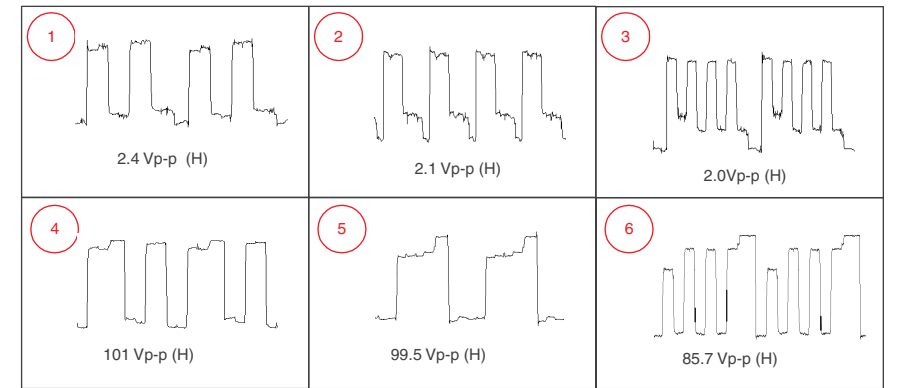 1
2
3
2.4 Vp-p (H)
2.1 Vp-p (H)
2.0Vp-p (H)
4
5
6
101 Vp-p (H)
99.5 Vp-p (H)
85.7 Vp-p (H)